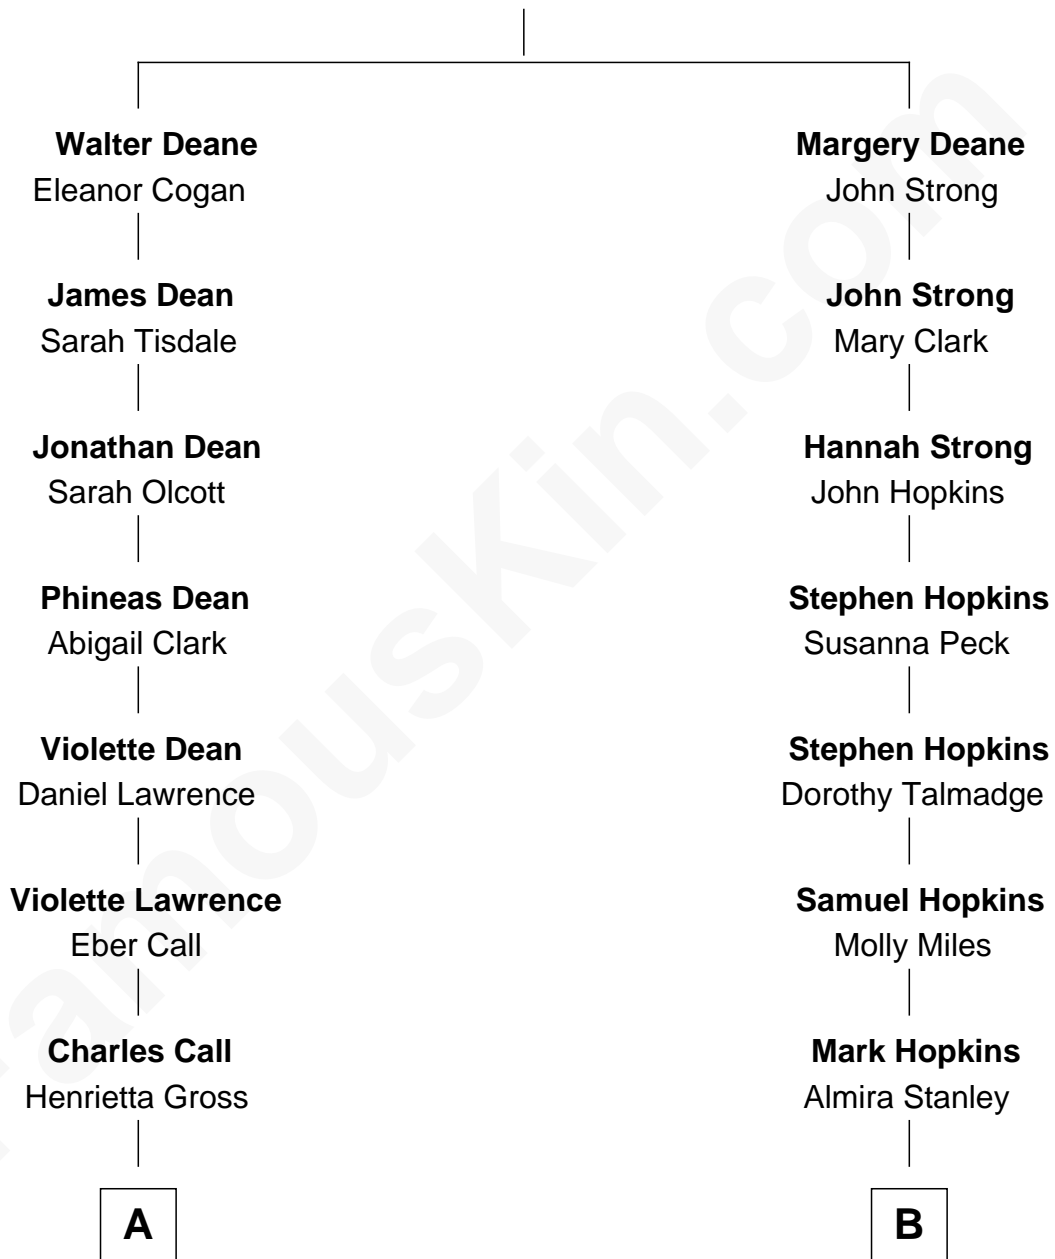 Walter Deane
Eleanor Cogan
James Dean
Sarah Tisdale
Jonathan Dean
Sarah Olcott
Phineas Dean
Abigail Clark
Violette Dean
Daniel Lawrence
Violette Lawrence
Eber Call
Charles Call
Henrietta Gross
A
Margery Deane
John Strong
John Strong
Mary Clark
Hannah Strong
John Hopkins
Stephen Hopkins
Susanna Peck
Stephen Hopkins
Dorothy Talmadge
Samuel Hopkins
Molly Miles
Mark Hopkins
Almira Stanley
B
FamousKin.com